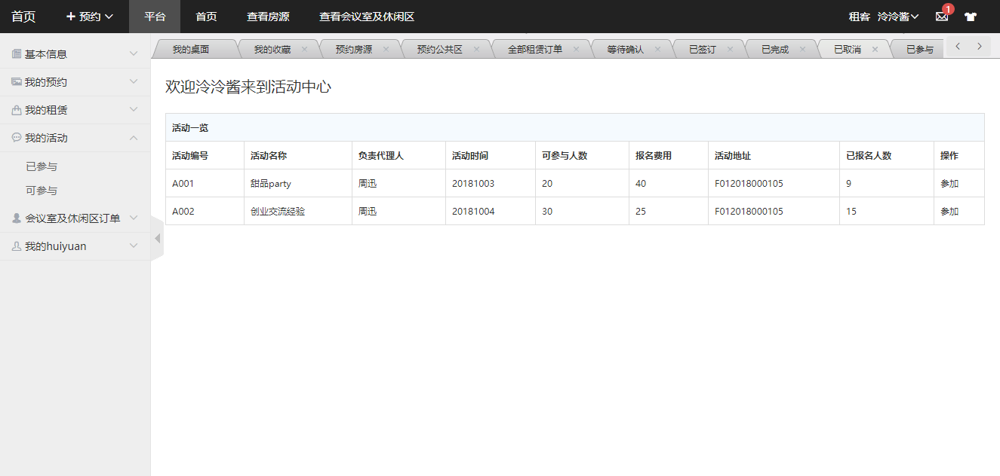 首页 预约 平台 首页 查看房源 查看会议室及休闲区 租客 泠泠酱 1
基本信息
我的预约
我的租赁
我的活动
已参与
可参与
会议室及休闲区订单
我的huiyuan
我的桌面 我的收藏 预约房源 预约公共区 全部租赁订单 等待确认 已签订 已完成 已取消 已参与
欢迎泠泠酱来到活动中心
活动一览
活动编号 活动名称 负责代理人 活动时间 可参与人数 报名费用 活动地址 已报名人数 操作
A001 甜品party 周迅 20181003 20 40 F012018000105 9 参加
A002 创业交流经验 周迅 20181004 30 25 F012018000105 15 参加